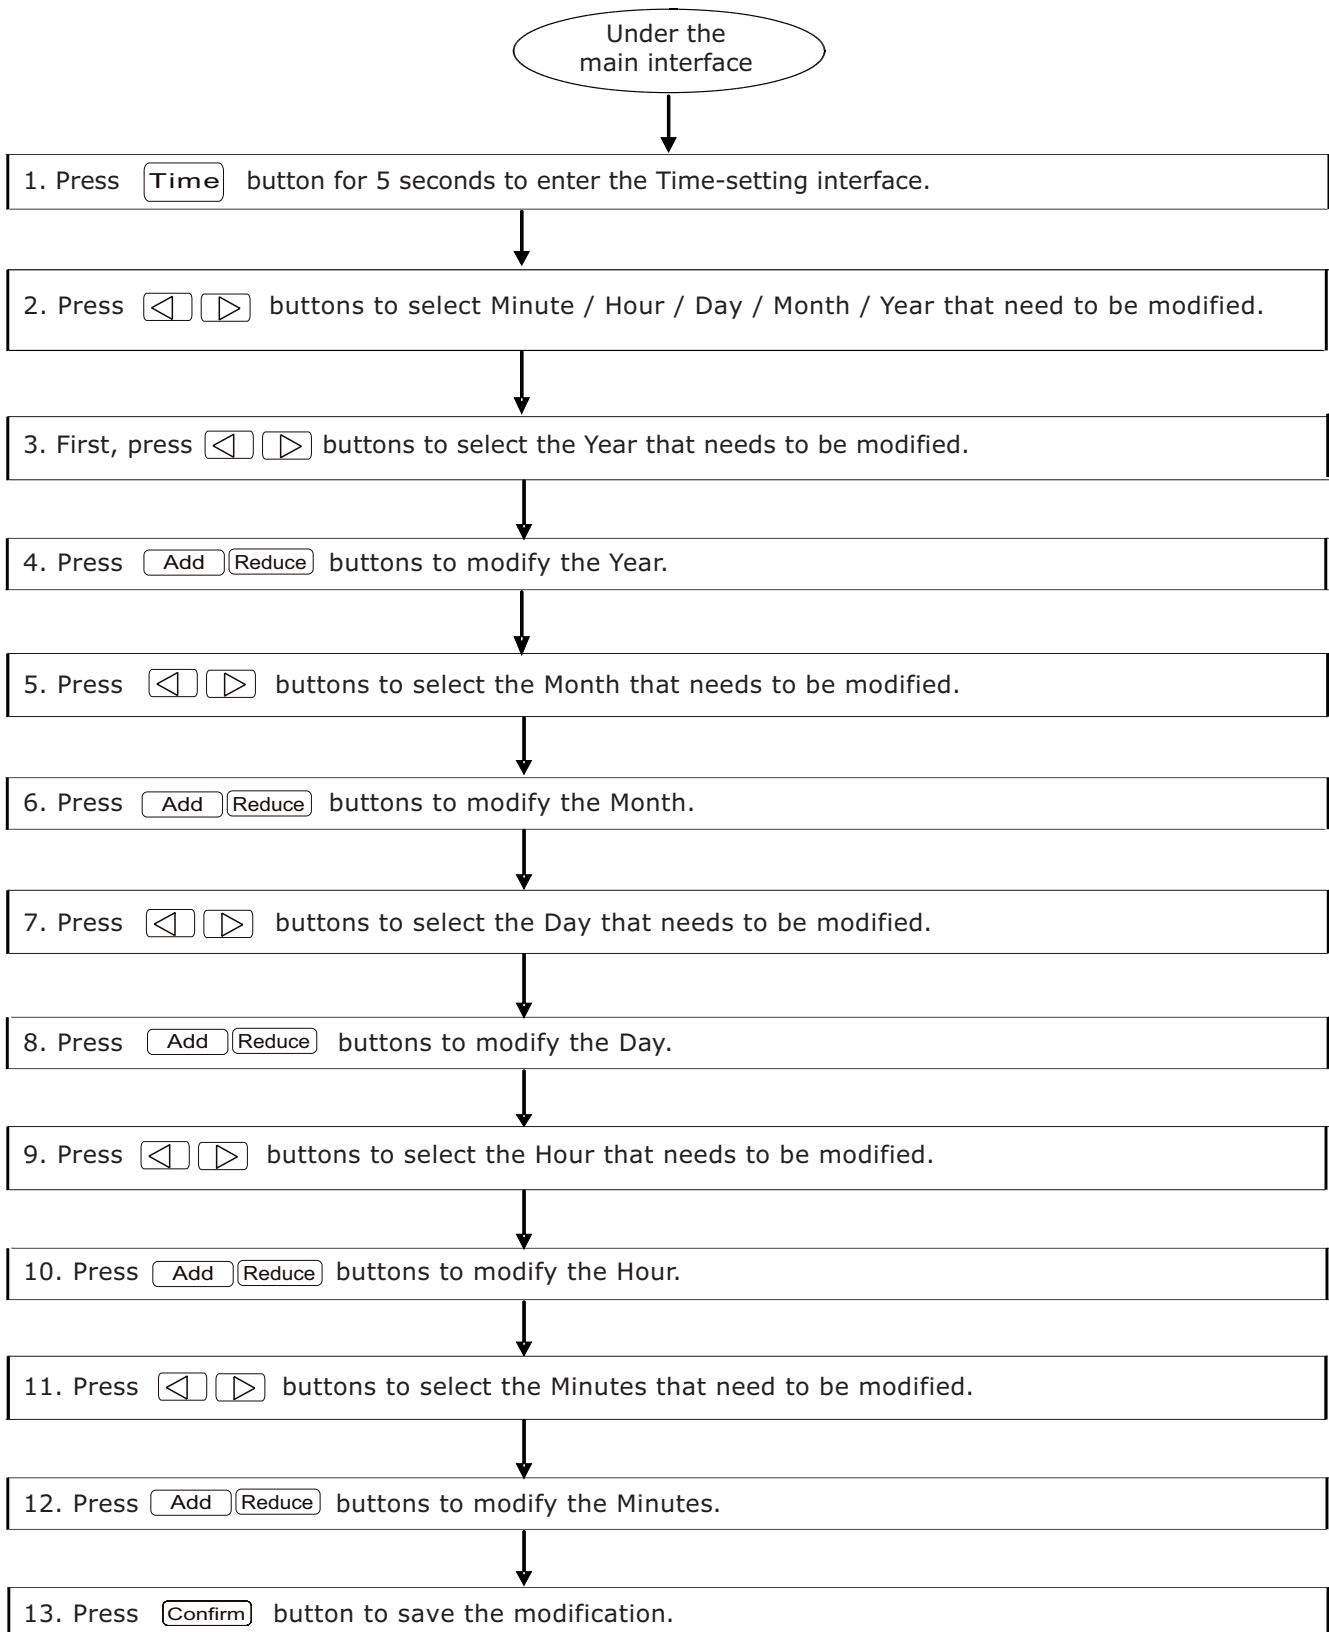 Under the
main interface
1. Press Time button for 5 seconds to enter the Time-setting interface.
2. Press buttons to select Minute / Hour / Day / Month / Year that need to be modified.
3. First, press buttons to select the Year that needs to be modified.
4. Press Add Reduce buttons to modify the Year.
5. Press buttons to select the Month that needs to be modified.
6. Press Add Reduce buttons to modify the Month.
7. Press buttons to select the Day that needs to be modified.
8. Press Add Reduce buttons to modify the Day.
9. Press buttons to select the Hour that needs to be modified.
10. Press Add Reduce buttons to modify the Hour.
11. Press buttons to select the Minutes that need to be modified.
12. Press Add Reduce buttons to modify the Minutes.
13. Press Confirm button to save the modification.